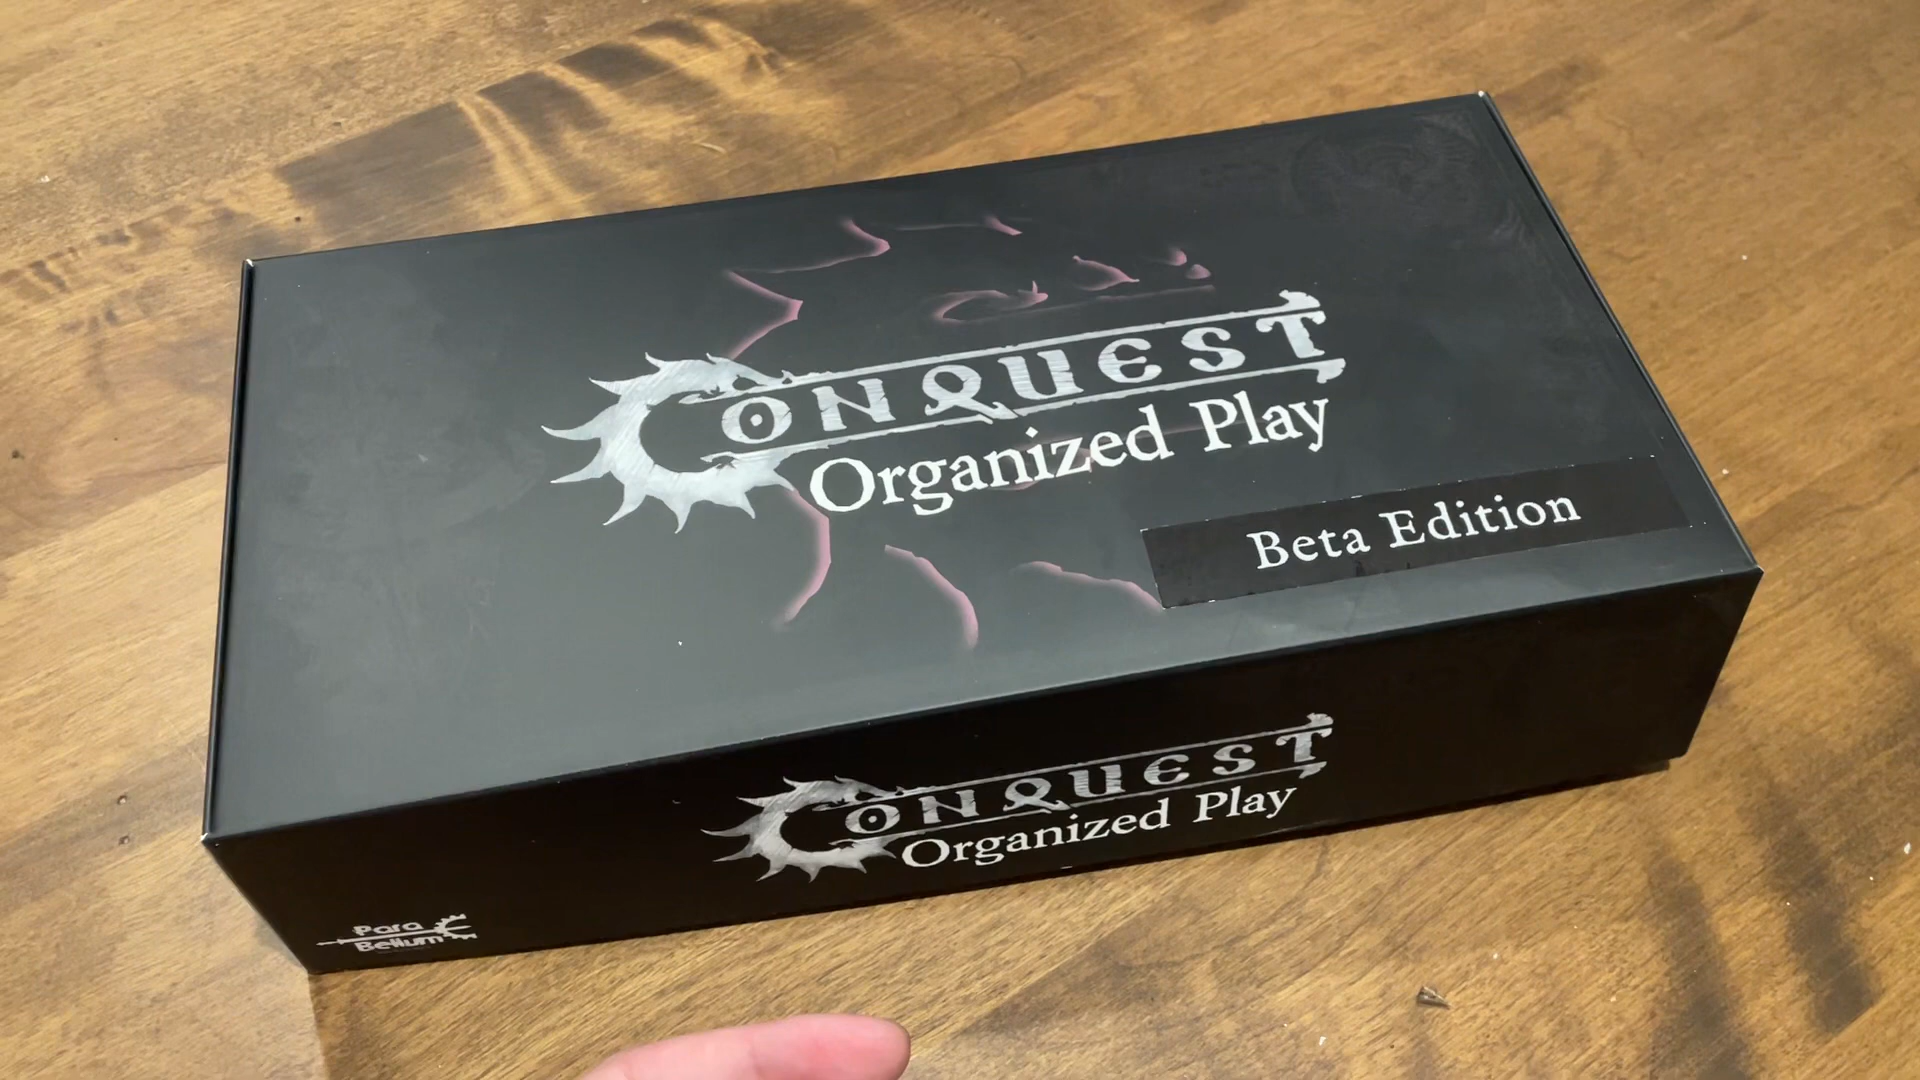 CONQUEST
Organized Play
Beta Edition
CONQUEST
Organized Play
Para
Bellum